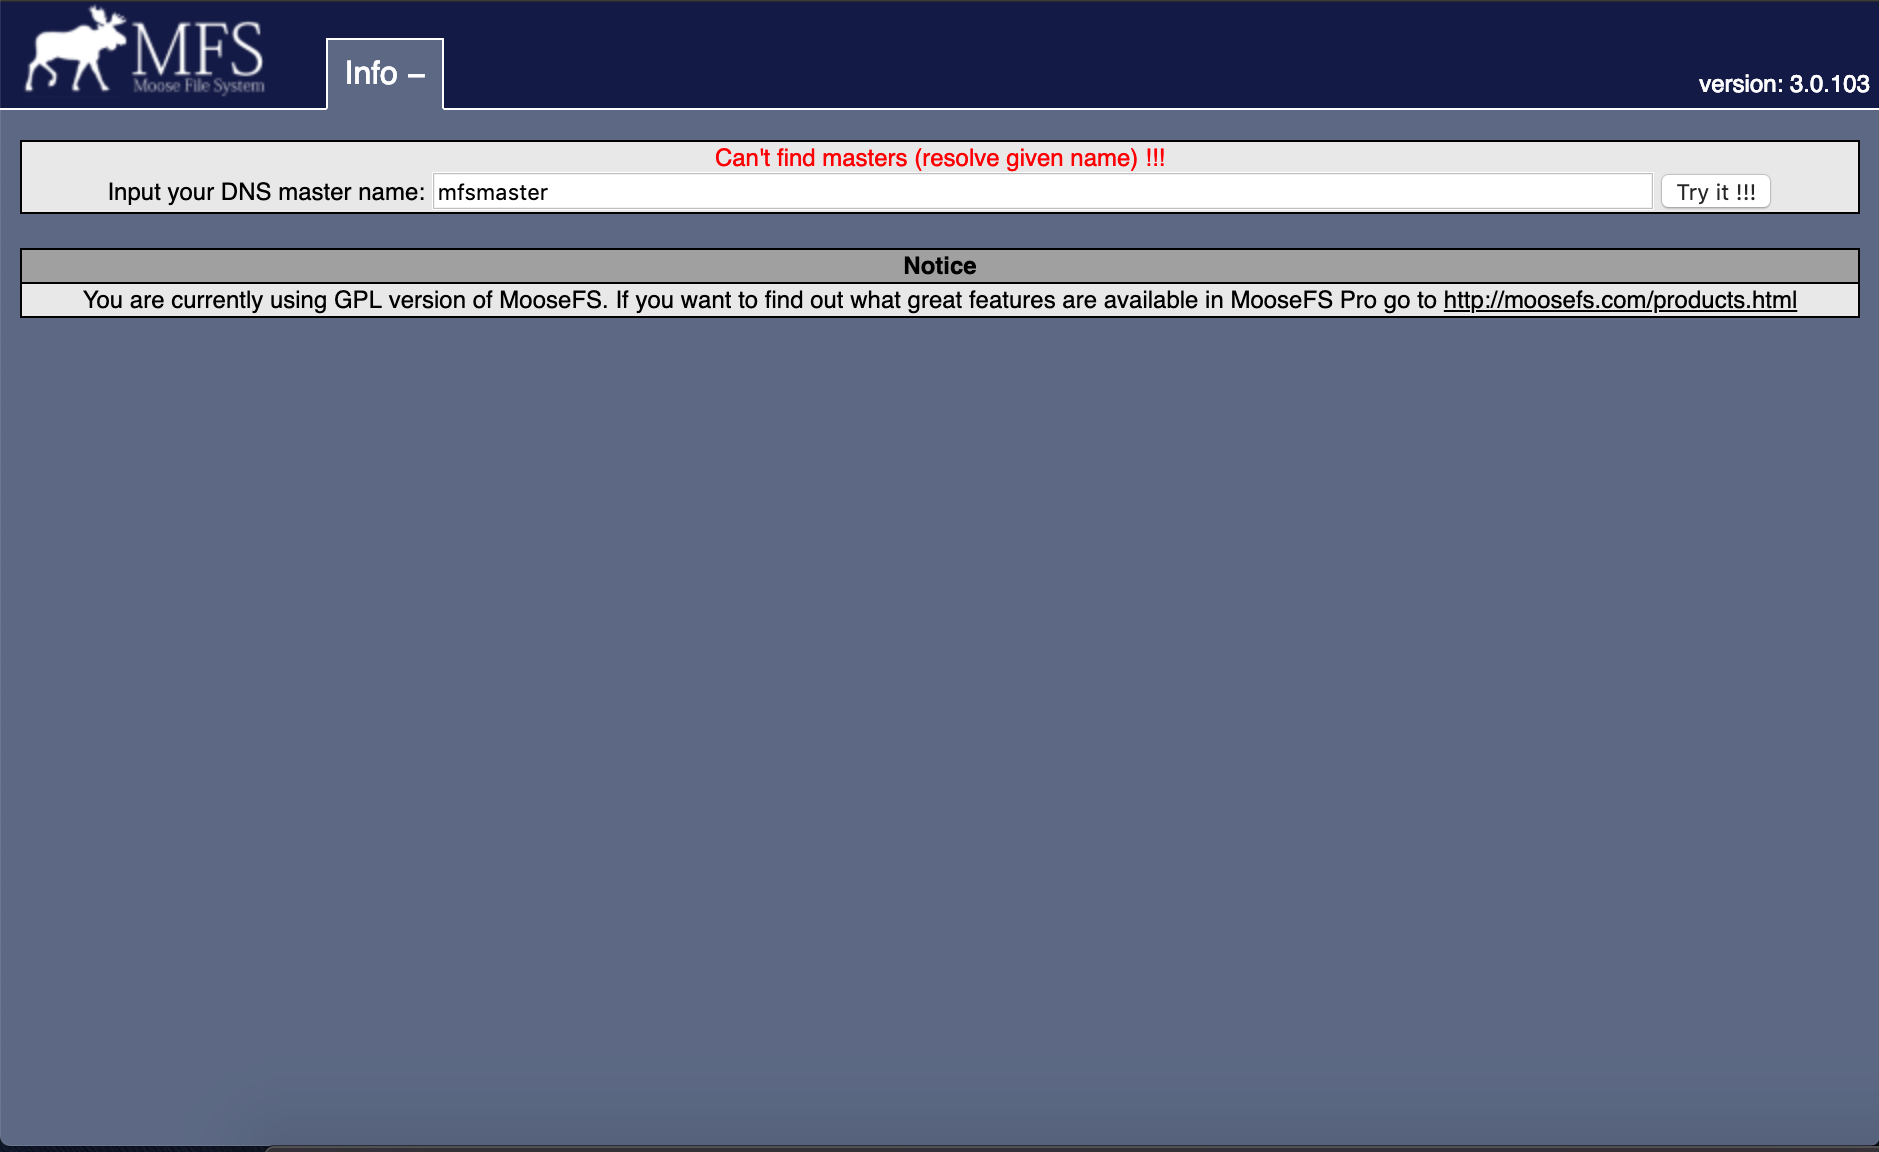 MFS
Moose File System
Info –
version: 3.0.103
Can't find masters (resolve given name) !!!
Input your DNS master name: mfsmaster Try it !!!
Notice
You are currently using GPL version of MooseFS. If you want to find out what great features are available in MooseFS Pro go to http://moosefs.com/products.html